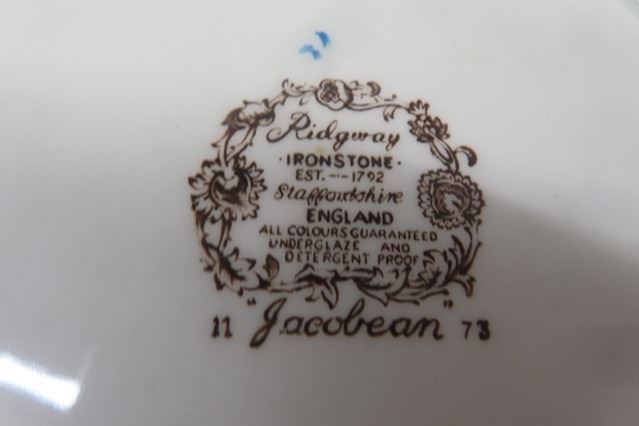 Ridgway
·IRONSTONE·
EST.---1792
Staffordshire
ENGLAND
ALL COLOURS GUARANTEED
UNDERGLAZE AND
DETERGENT PROOF
11 "Jacobean" 73